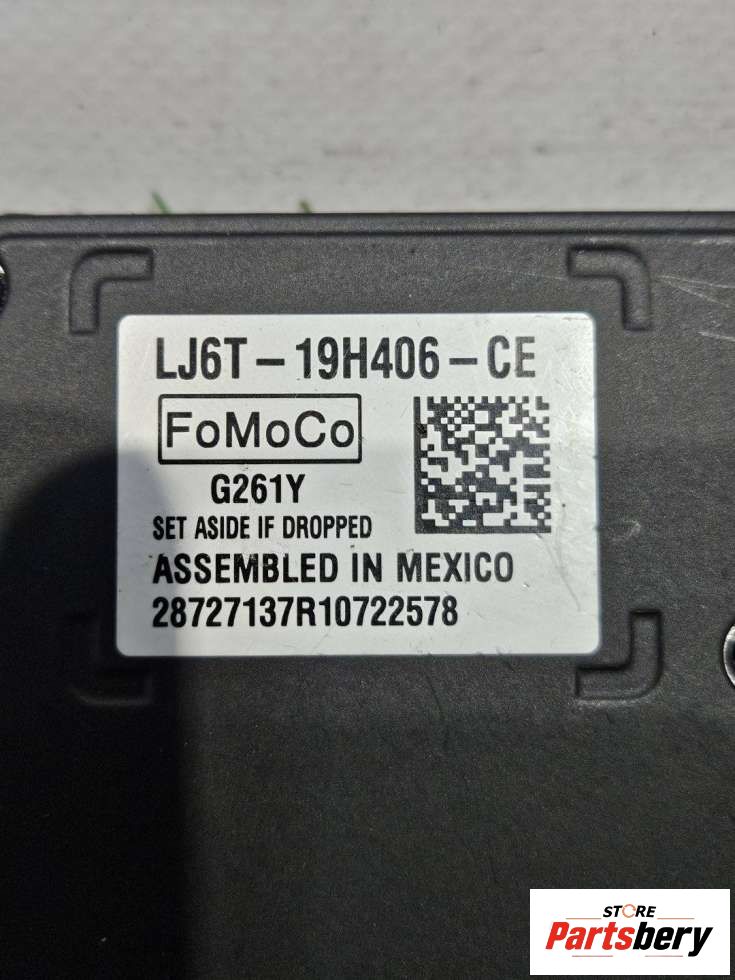 LJ6T-19H406-CE
FoMoCo
G261Y
SET ASIDE IF DROPPED
ASSEMBLED IN MEXICO
28727137R10722578
STORE
Partsbery